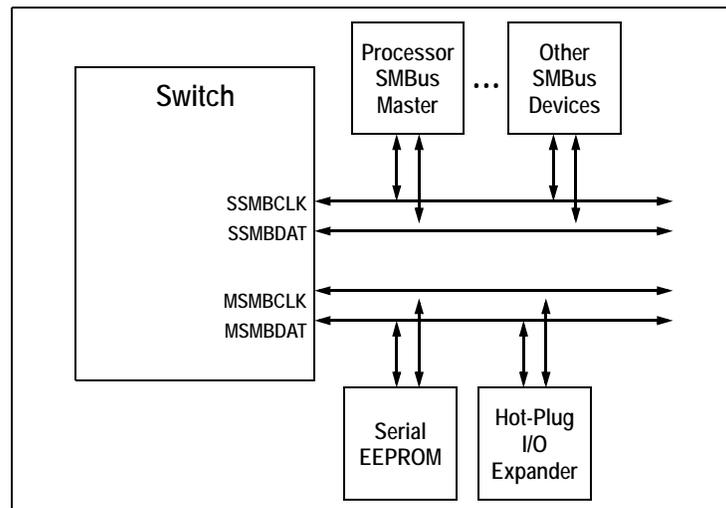 Processor
SMBus
Master
...
Other
SMBus
Devices
Switch
SSMBCLK
SSMBDAT
MSMBCLK
MSMBDAT
Serial
EEPROM
Hot-Plug
I/O
Expander